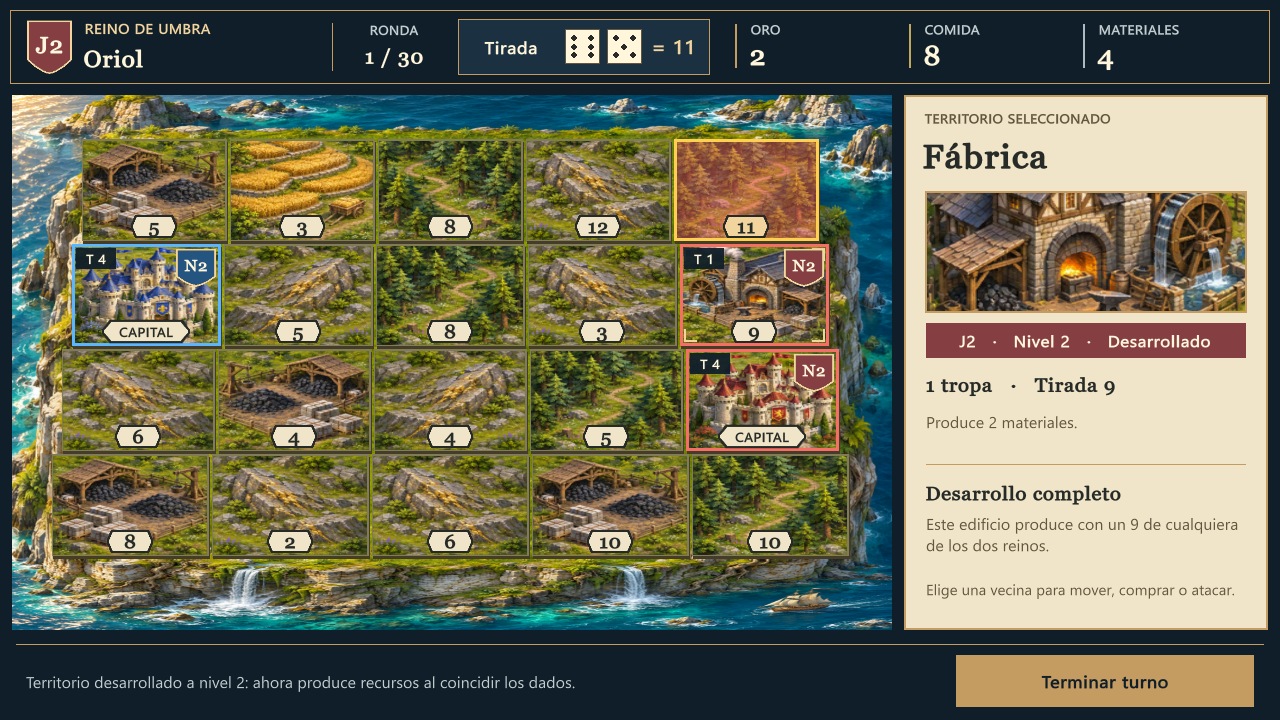 J2
REINO DE UMBRA
Oriol
RONDA
1 / 30
Tirada
= 11
ORO
2
COMIDA
8
MATERIALES
4
5
3
8
12
11
T 4
N2
CAPITAL
5
8
3
T 1
N2
9
6
4
4
5
T 4
N2
CAPITAL
8
2
6
10
10
TERRITORIO SELECCIONADO
Fábrica
J2 · Nivel 2 · Desarrollado
1 tropa · Tirada 9
Produce 2 materiales.
Desarrollo completo
Este edificio produce con un 9 de cualquiera
de los dos reinos.
Elige una vecina para mover, comprar o atacar.
Territorio desarrollado a nivel 2: ahora produce recursos al coincidir los dados.
Terminar turno